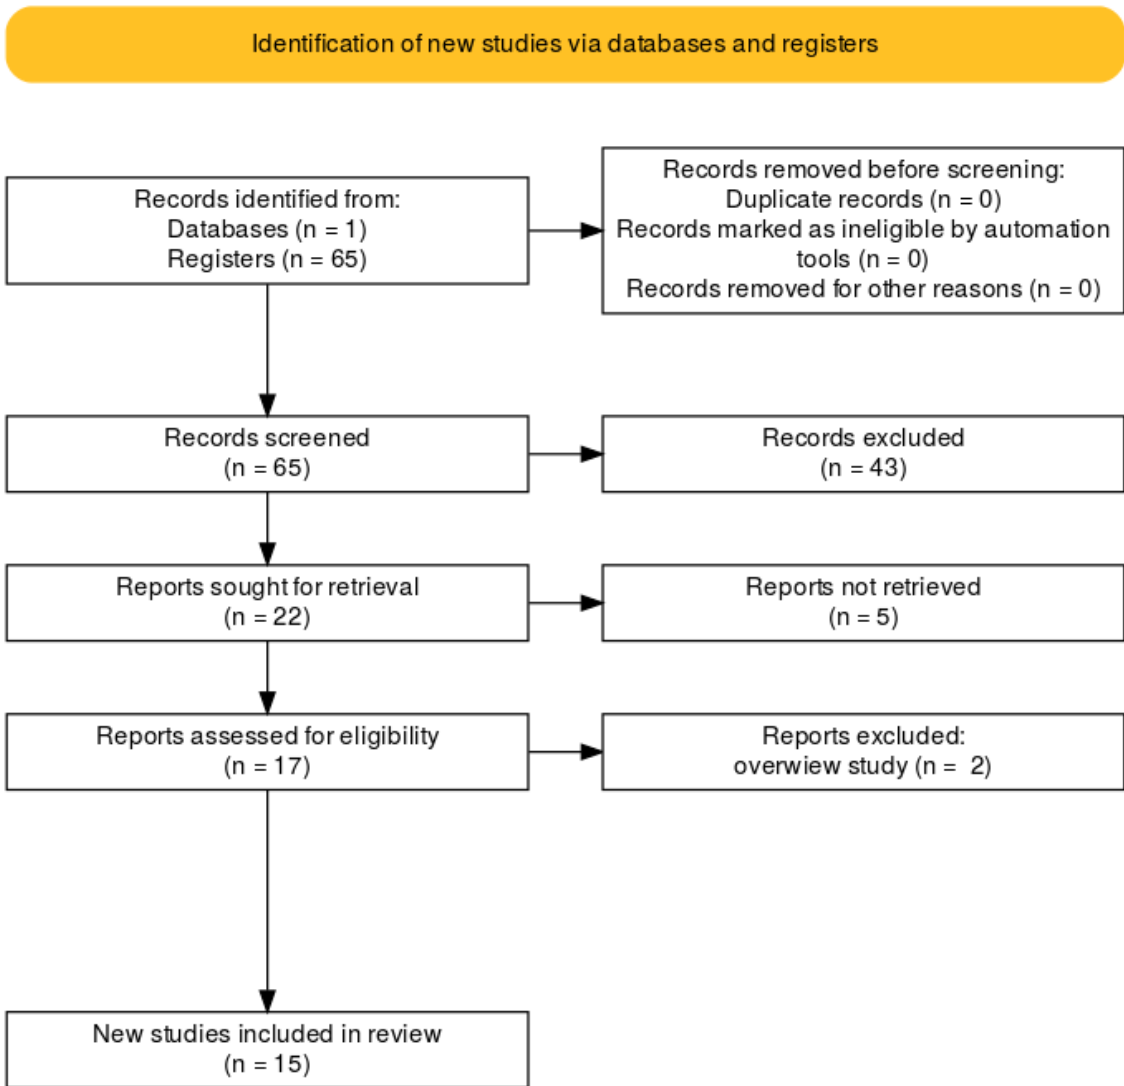 Identification of new studies via databases and registers
Records identified from:
Databases (n = 1)
Registers (n = 65)
Records removed before screening:
Duplicate records (n = 0)
Records marked as ineligible by automation
tools (n = 0)
Records removed for other reasons (n = 0)
Records screened
(n = 65)
Records excluded
(n = 43)
Reports sought for retrieval
(n = 22)
Reports not retrieved
(n = 5)
Reports assessed for eligibility
(n = 17)
Reports excluded:
overwiew study (n =  2)
New studies included in review
(n = 15)